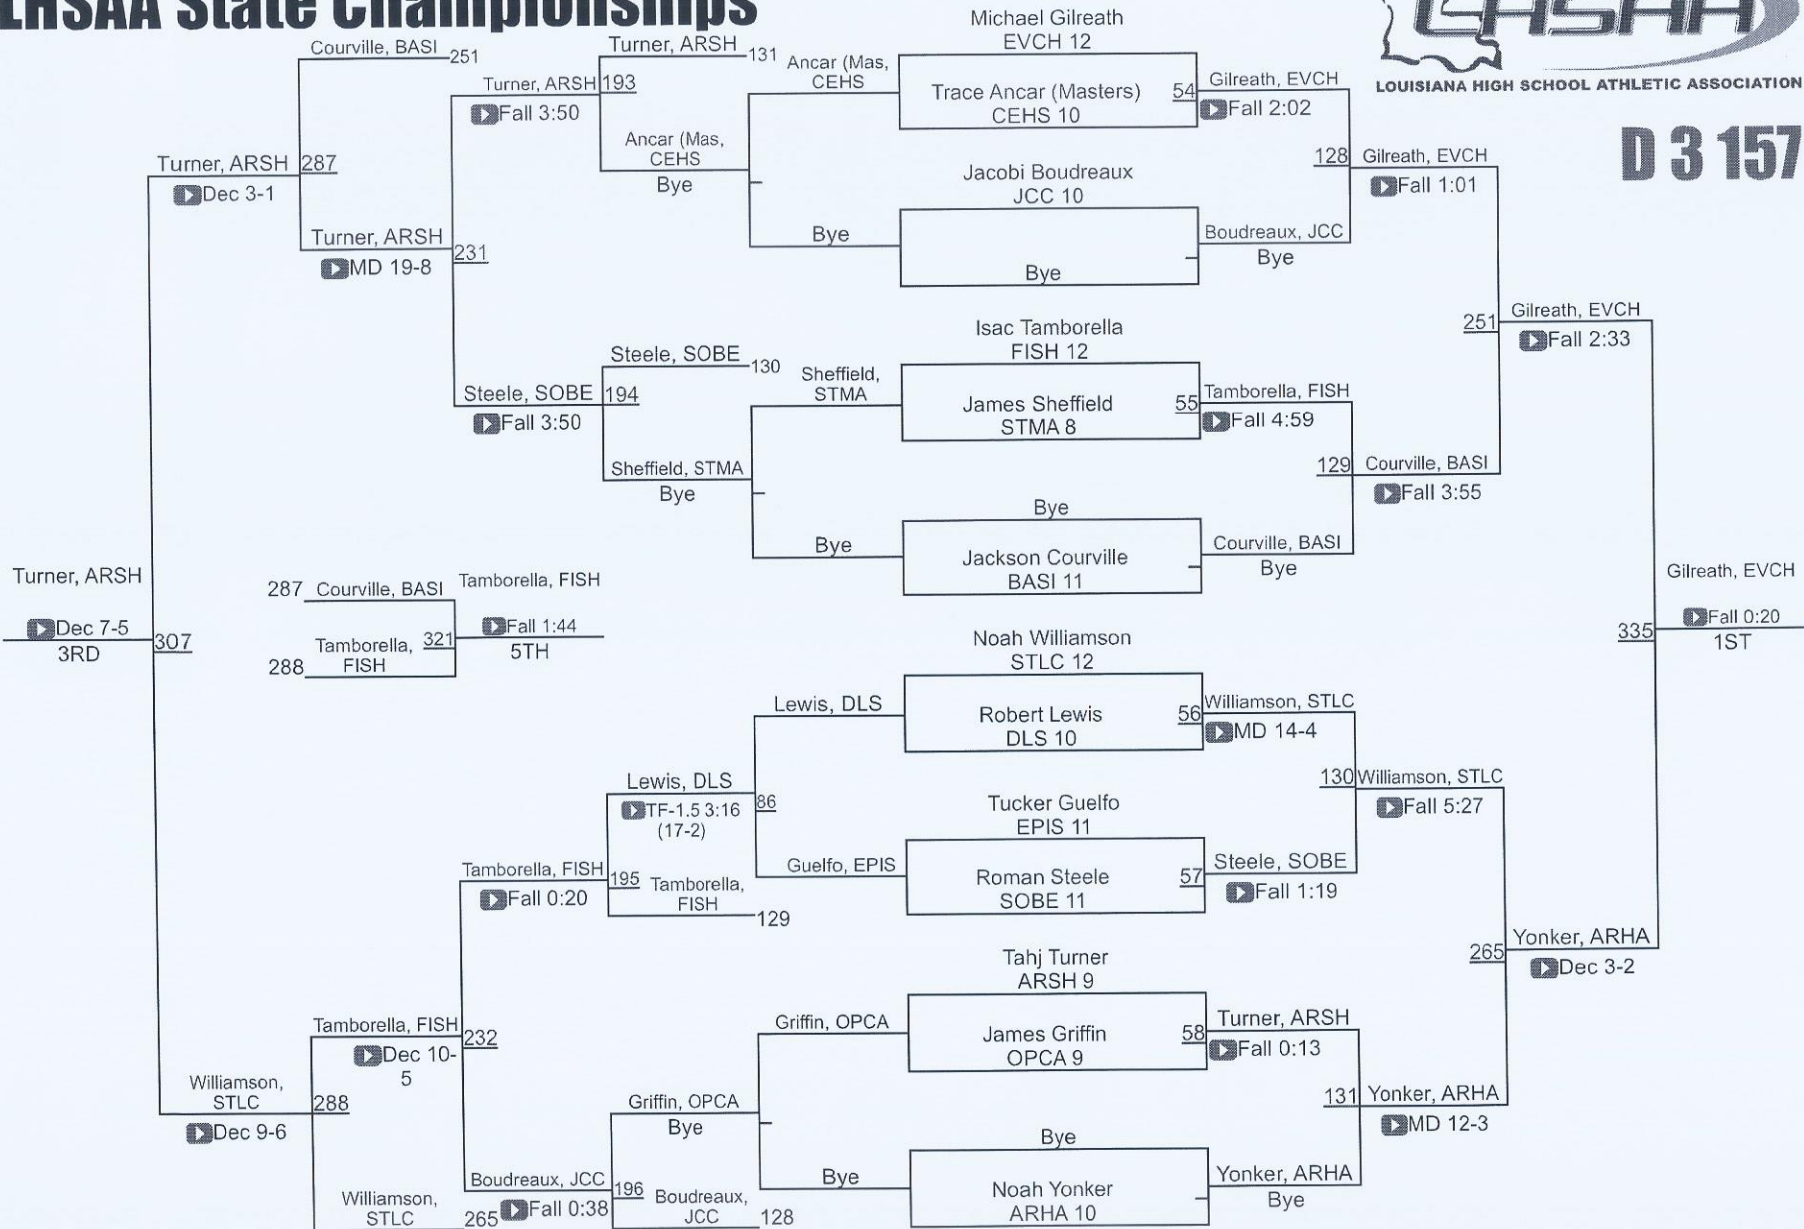 LHSAA State Championships
LHSAA
LOUISIANA HIGH SCHOOL ATHLETIC ASSOCIATION
D 3 157
Michael Gilreath
EVCH 12
Trace Ancar (Masters)
CEHS 10
54
Gilreath, EVCH
Fall 2:02
Jacobi Boudreaux
JCC 10
Bye
Boudreaux, JCC
Bye
128
Gilreath, EVCH
Fall 1:01
Isac Tamborella
FISH 12
James Sheffield
STMA 8
55
Tamborella, FISH
Fall 4:59
Bye
Jackson Courville
BASI 11
Courville, BASI
Bye
129
Courville, BASI
Fall 3:55
251
Gilreath, EVCH
Fall 2:33
Noah Williamson
STLC 12
Robert Lewis
DLS 10
56
Williamson, STLC
MD 14-4
Tucker Guelfo
EPIS 11
Roman Steele
SOBE 11
57
Steele, SOBE
Fall 1:19
130
Williamson, STLC
Fall 5:27
Tahj Turner
ARSH 9
James Griffin
OPCA 9
58
Turner, ARSH
Fall 0:13
Bye
Noah Yonker
ARHA 10
Yonker, ARHA
Bye
131
Yonker, ARHA
MD 12-3
265
Yonker, ARHA
Dec 3-2
335
Gilreath, EVCH
Fall 0:20
1ST
Ancar (Mas,
CEHS
Bye
Ancar (Mas,
CEHS
Bye
Turner, ARSH
131
193
Turner, ARSH
Fall 3:50
Sheffield,
STMA
Bye
Sheffield, STMA
Bye
Steele, SOBE
130
194
Steele, SOBE
Fall 3:50
231
Turner, ARSH
MD 19-8
Courville, BASI
251
287
Turner, ARSH
Dec 3-1
Lewis, DLS
Guelfo, EPIS
86
Lewis, DLS
TF-1.5 3:16
(17-2)
Tamborella,
FISH
129
195
Tamborella, FISH
Fall 0:20
Griffin, OPCA
Bye
Griffin, OPCA
Bye
Boudreaux,
JCC
128
196
Boudreaux, JCC
Fall 0:38
232
Tamborella, FISH
Dec 10-
5
Williamson,
STLC
265
288
Williamson,
STLC
Dec 9-6
307
Turner, ARSH
Dec 7-5
3RD
287
Courville, BASI
288
Tamborella,
FISH
321
Tamborella, FISH
Fall 1:44
5TH